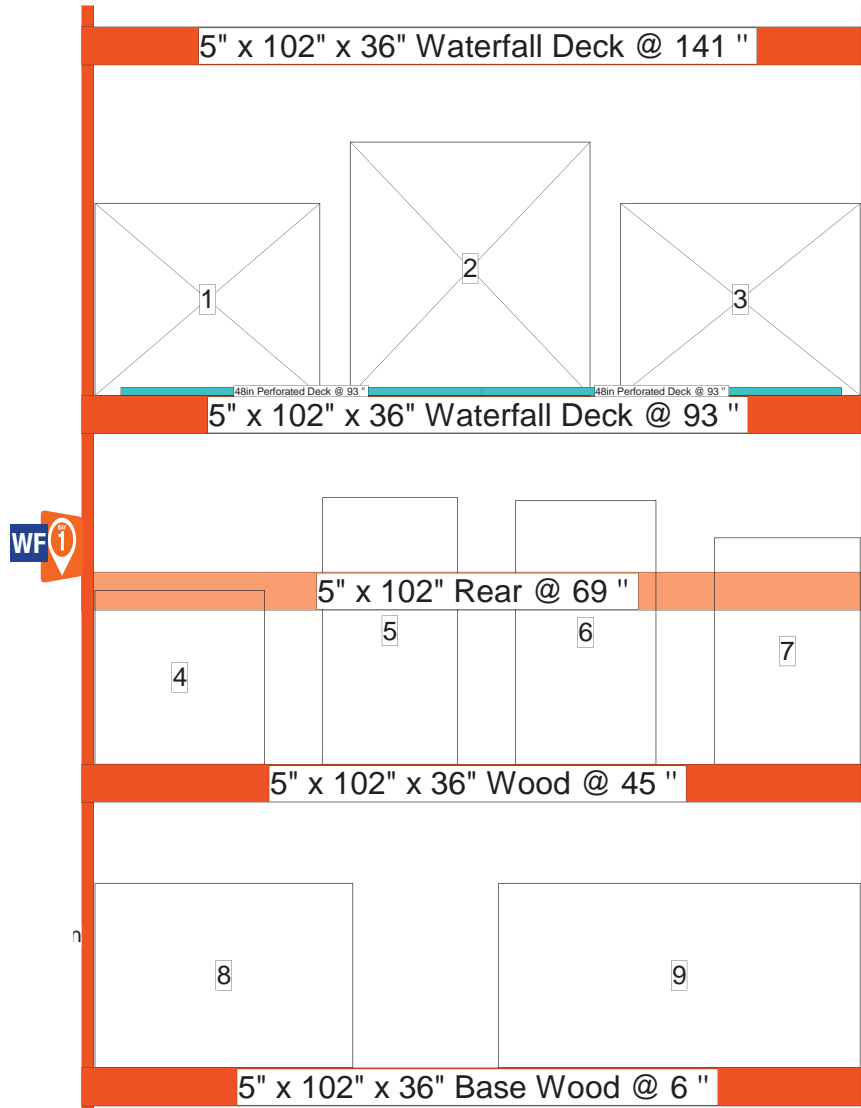 5" x 102" x 36" Waterfall Deck @ 141 "
2
1
3
48in Perforated Deck @ 93 "
48in Perforated Deck @ 93 "
5" x 102" x 36" Waterfall Deck @ 93 "
BAY
WF
1
5" x 102" Rear @ 69 "
5
6
7
4
5" x 102" x 36" Wood @ 45 "
n
8
9
5" x 102" x 36" Base Wood @ 6 "